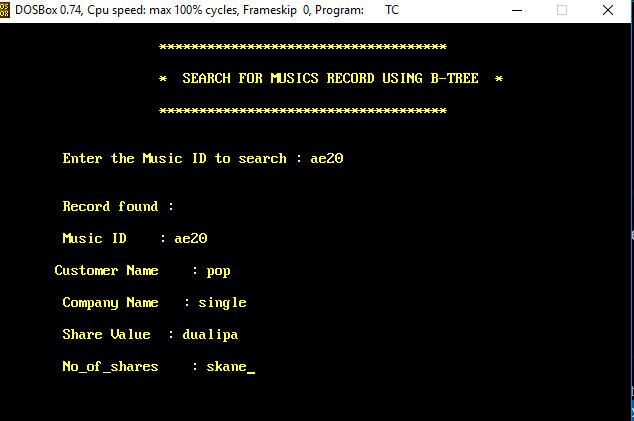 DOSBox 0.74, Cpu speed: max 100% cycles, Frameskip 0, Program: TC
************************************
* SEARCH FOR MUSICS RECORD USING B-TREE *
************************************
Enter the Music ID to search : ae20
Record found :
Music ID : ae20
Customer Name : pop
Company Name : single
Share Value : dualipa
No_of_shares : skane_